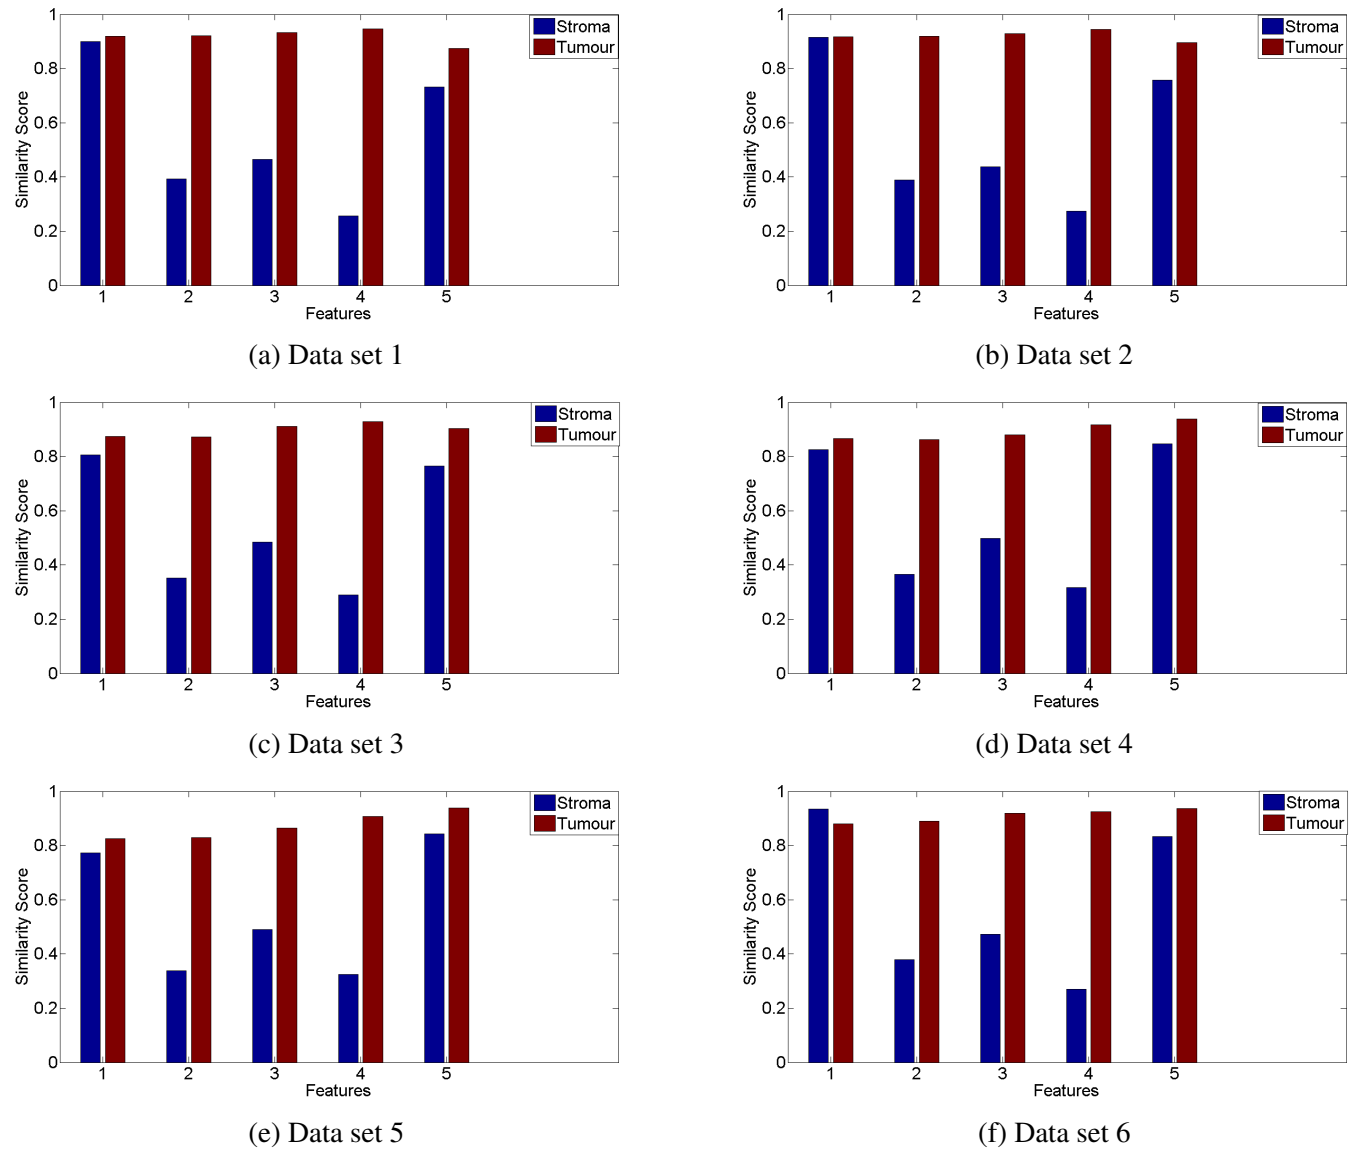 1
0.8
0.6
0.4
0.2
0
Similarity Score
1 2 3 4 5
Features
Stroma
Tumour
(a) Data set 1
1
0.8
0.6
0.4
0.2
0
Similarity Score
1 2 3 4 5
Features
Stroma
Tumour
(b) Data set 2
1
0.8
0.6
0.4
0.2
0
Similarity Score
1 2 3 4 5
Features
Stroma
Tumour
(c) Data set 3
1
0.8
0.6
0.4
0.2
0
Similarity Score
1 2 3 4 5
Features
Stroma
Tumour
(d) Data set 4
1
0.8
0.6
0.4
0.2
0
Similarity Score
1 2 3 4 5
Features
Stroma
Tumour
(e) Data set 5
1
0.8
0.6
0.4
0.2
0
Similarity Score
1 2 3 4 5
Features
Stroma
Tumour
(f) Data set 6